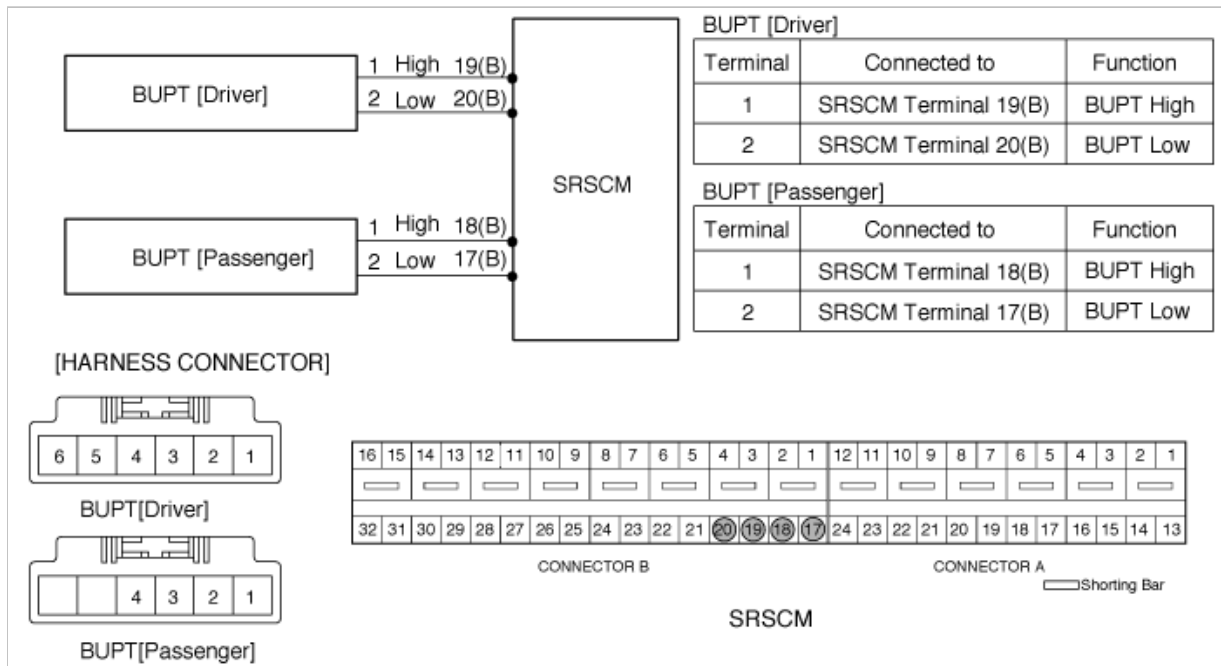 BUPT [Driver]
1 High 19(B)
2 Low 20(B)
BUPT [Passenger]
1 High 18(B)
2 Low 17(B)
SRSCM
BUPT [Driver]
Terminal Connected to Function
1 SRSCM Terminal 19(B) BUPT High
2 SRSCM Terminal 20(B) BUPT Low
BUPT [Passenger]
Terminal Connected to Function
1 SRSCM Terminal 18(B) BUPT High
2 SRSCM Terminal 17(B) BUPT Low
[HARNESS CONNECTOR]
6 5 4 3 2 1
BUPT[Driver]
4 3 2 1
BUPT[Passenger]
16 15 14 13 12 11 10 9 8 7 6 5 4 3 2 1 12 11 10 9 8 7 6 5 4 3 2 1
32 31 30 29 28 27 26 25 24 23 22 21 20 19 18 17 24 23 22 21 20 19 18 17 16 15 14 13
CONNECTOR B CONNECTOR A
Shorting Bar
SRSCM